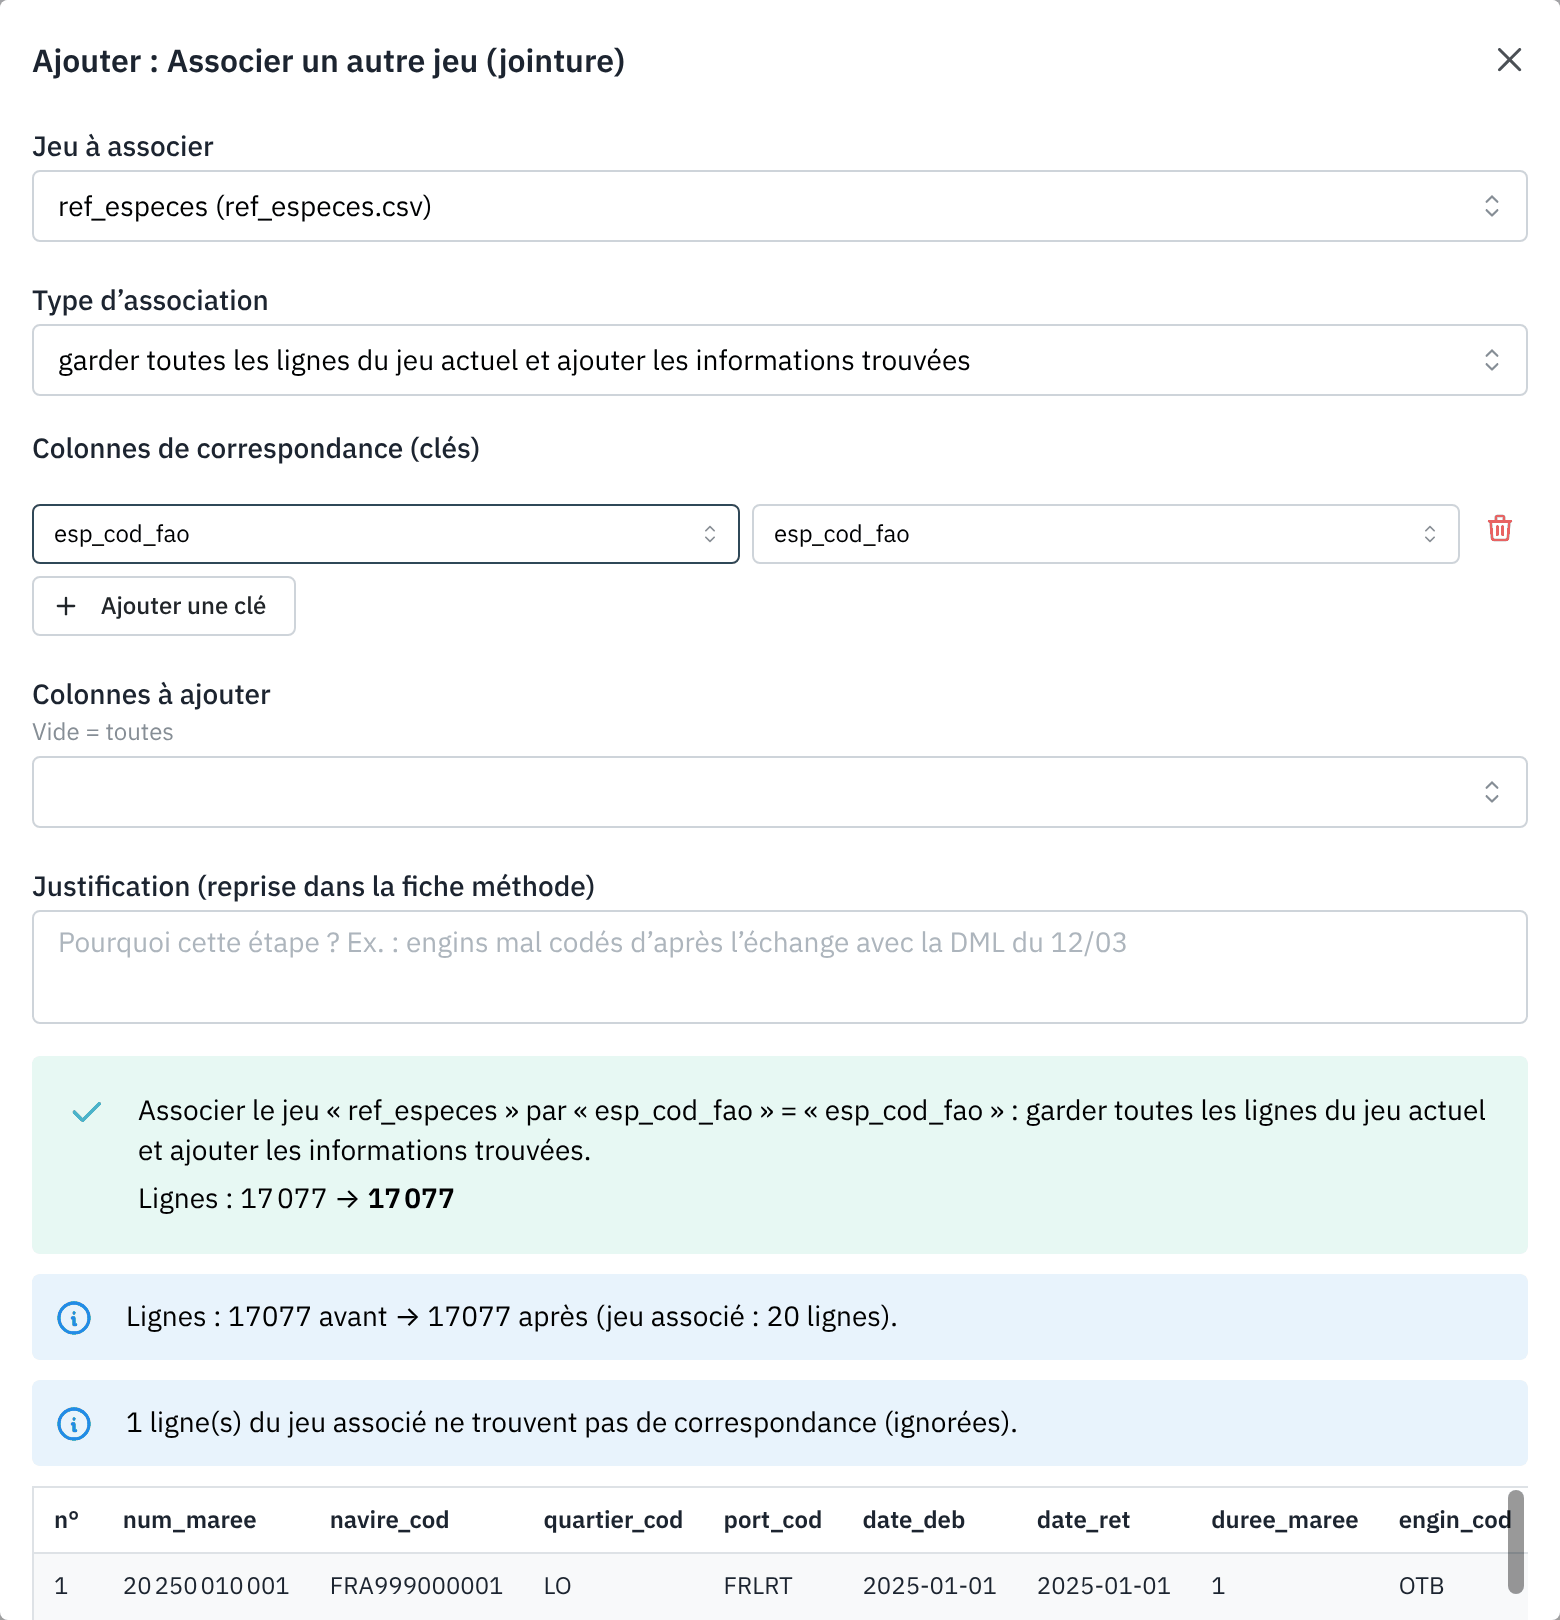 Ajouter : Associer un autre jeu (jointure)
Jeu à associer
ref_especes (ref_especes.csv)
Type d’association
garder toutes les lignes du jeu actuel et ajouter les informations trouvées
Colonnes de correspondance (clés)
esp_cod_fao esp_cod_fao
Ajouter une clé
Colonnes à ajouter
Vide = toutes
Justification (reprise dans la fiche méthode)
Pourquoi cette étape ? Ex. : engins mal codés d’après l’échange avec la DML du 12/03
Associer le jeu « ref_especes » par « esp_cod_fao » = « esp_cod_fao » : garder toutes les lignes du jeu actuel
et ajouter les informations trouvées.
Lignes : 17 077 → 17 077
Lignes : 17077 avant → 17077 après (jeu associé : 20 lignes).
1 ligne(s) du jeu associé ne trouvent pas de correspondance (ignorées).
n° num_maree navire_cod quartier_cod port_cod date_deb date_ret duree_maree engin_cod
1 20 250 010 001 FRA999000001 LO FRLRT 2025-01-01 2025-01-01 1 OTB